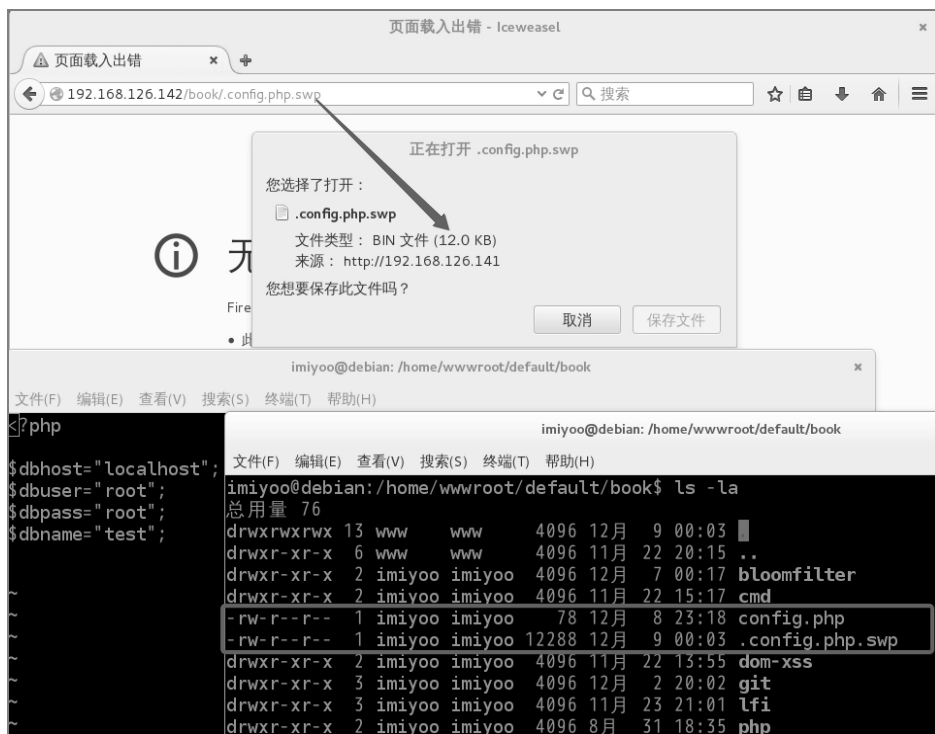 页面载入出错 - Iceweasel
页面载入出错
192.168.126.142/book/.config.php.swp
搜索
正在打开 .config.php.swp
您选择了打开：
.config.php.swp
文件类型： BIN 文件 (12.0 KB)
来源： http://192.168.126.141
您想要保存此文件吗？
取消 保存文件
无
Fire
• 此
imiyoo@debian: /home/wwwroot/default/book
文件(F) 编辑(E) 查看(V) 搜索(S) 终端(T) 帮助(H)
<?php
$dbhost="localhost";
$dbuser="root";
$dbpass="root";
$dbname="test";
~
~
~
~
~
~
~
imiyoo@debian: /home/wwwroot/default/book
文件(F) 编辑(E) 查看(V) 搜索(S) 终端(T) 帮助(H)
imiyoo@debian:/home/wwwroot/default/book$ ls -la
总用量 76
drwxrwxrwx 13 www www 4096 12月 9 00:03 .
drwxr-xr-x 6 www www 4096 11月 22 20:15 ..
drwxr-xr-x 2 imiyoo imiyoo 4096 12月 7 00:17 bloomfilter
drwxr-xr-x 2 imiyoo imiyoo 4096 11月 22 15:17 cmd
-rw-r--r-- 1 imiyoo imiyoo 78 12月 8 23:18 config.php
-rw-r--r-- 1 imiyoo imiyoo 12288 12月 9 00:03 .config.php.swp
drwxr-xr-x 2 imiyoo imiyoo 4096 11月 22 13:55 dom-xss
drwxr-xr-x 3 imiyoo imiyoo 4096 12月 2 20:02 git
drwxr-xr-x 3 imiyoo imiyoo 4096 11月 23 21:01 lfi
drwxr-xr-x 2 imiyoo imiyoo 4096 8月 31 18:35 php